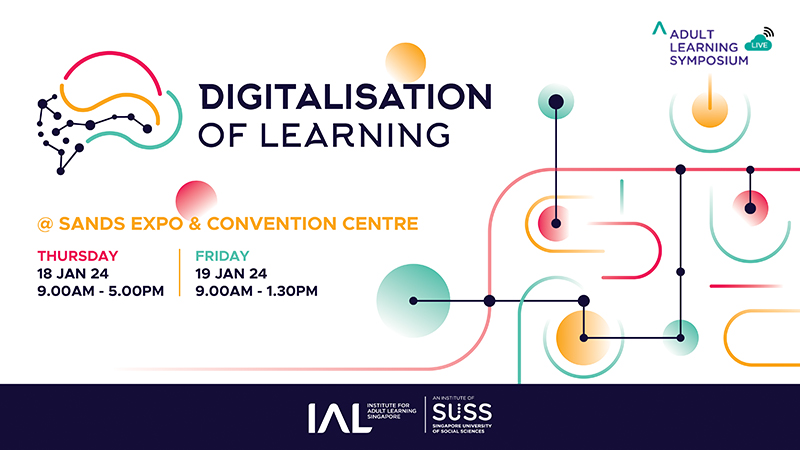 ADULT
LEARNING
SYMPOSIUM
LIVE
DIGITALISATION
OF LEARNING
@ SANDS EXPO & CONVENTION CENTRE
THURSDAY
18 JAN 24
9.00AM - 5.00PM
FRIDAY
19 JAN 24
9.00AM - 1.30PM
IAL
INSTITUTE FOR
ADULT LEARNING
SINGAPORE
AN INSTITUTE OF
SUSS
SINGAPORE UNIVERSITY
OF SOCIAL SCIENCES